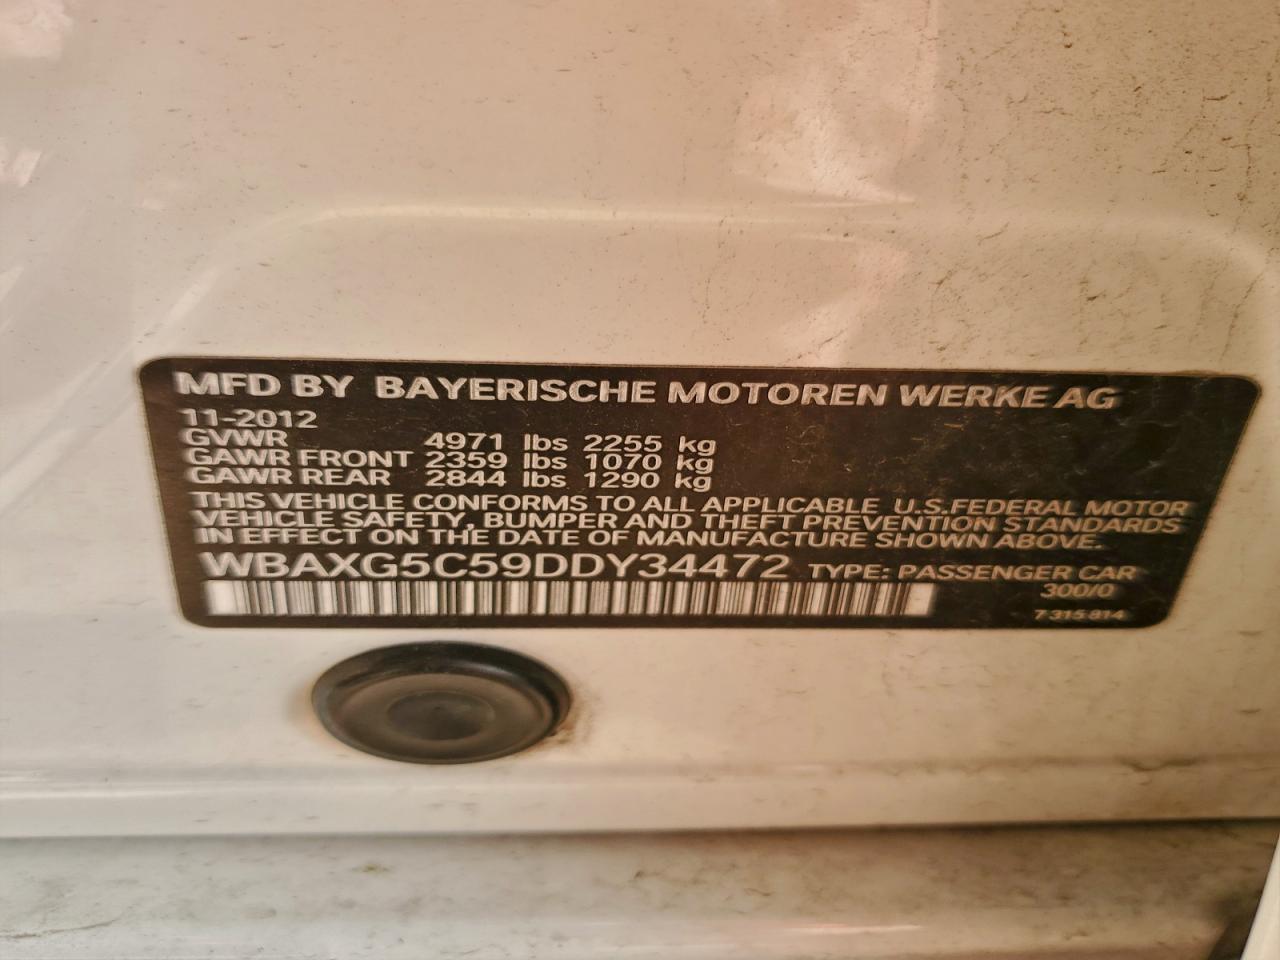 MFD BY BAYERISCHE MOTOREN WERKE AG
11-2012
GVWR 4971 lbs 2255 kg
GAWR FRONT 2359 lbs 1070 kg
GAWR REAR 2844 lbs 1290 kg
THIS VEHICLE CONFORMS TO ALL APPLICABLE U.S.FEDERAL MOTOR
VEHICLE SAFETY, BUMPER AND THEFT PREVENTION STANDARDS
IN EFFECT ON THE DATE OF MANUFACTURE SHOWN ABOVE.
WBAXG5C59DDY34472 TYPE: PASSENGER CAR
300/0
7 315 814